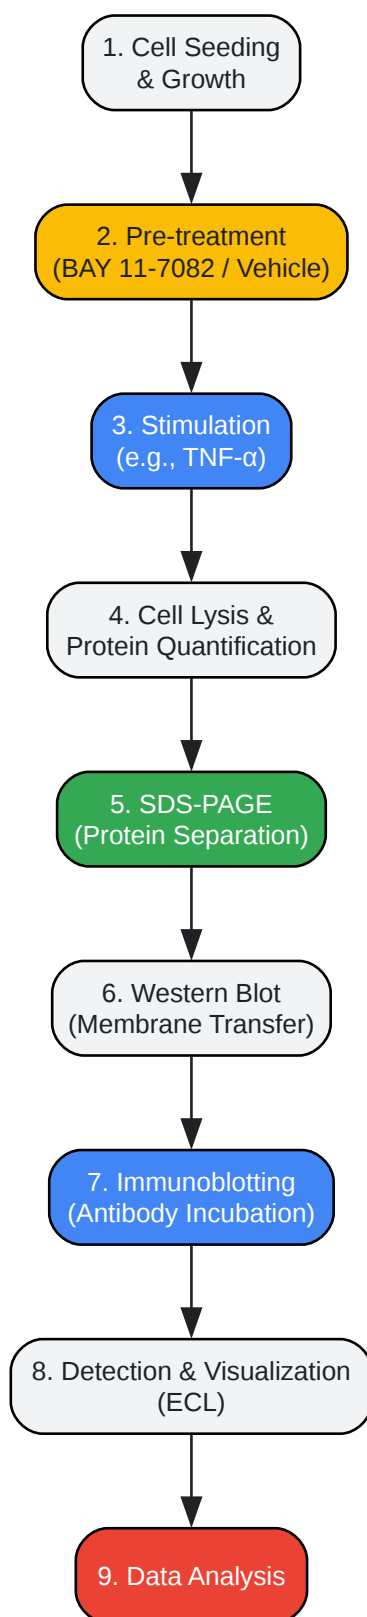 1. Cell Seeding
& Growth
2. Pre-treatment
(BAY 11-7082 / Vehicle)
3. Stimulation
(e.g., TNF-α)
4. Cell Lysis &
Protein Quantification
5. SDS-PAGE
(Protein Separation)
6. Western Blot
(Membrane Transfer)
7. Immunoblotting
(Antibody Incubation)
8. Detection & Visualization
(ECL)
9. Data Analysis